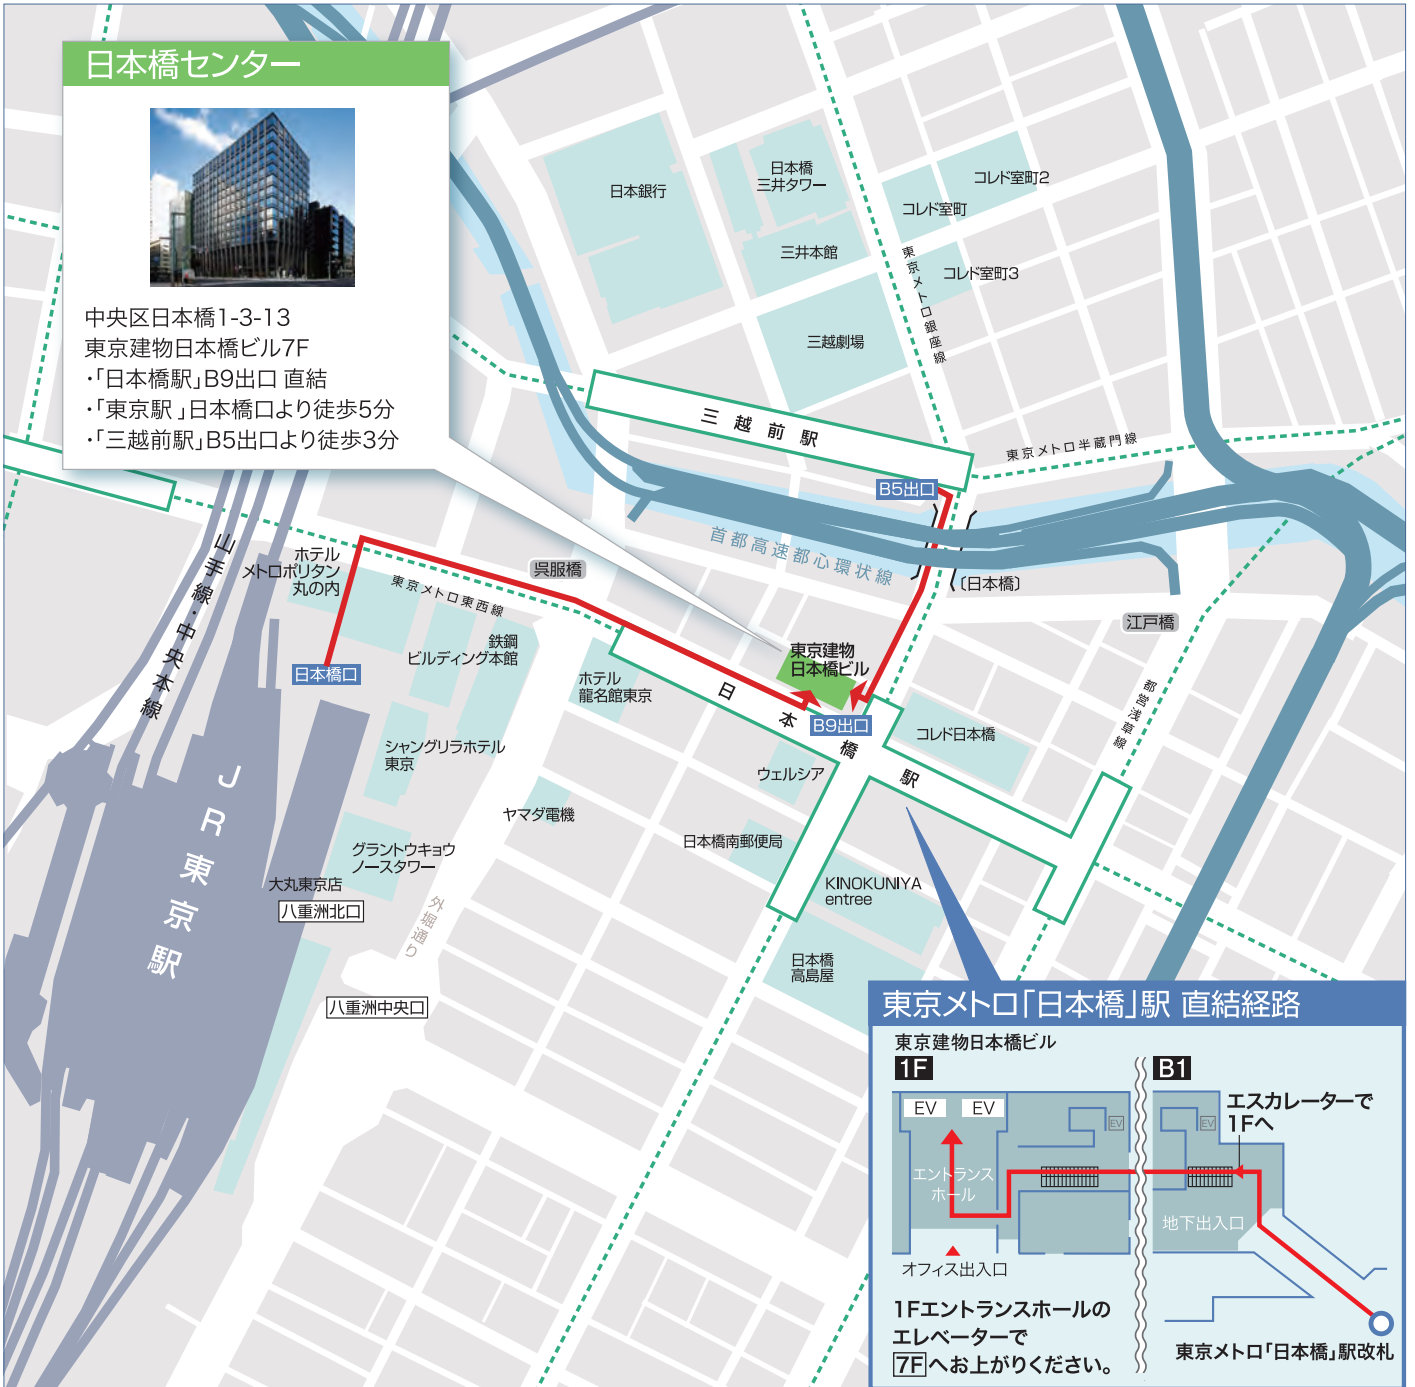 日本橋センター
中央区日本橋1-3-13
東京建物日本橋ビル7F
・「日本橋駅」B9出口 直結
・「東京駅 」日本橋口より徒歩5分
・「三越前駅」B5出口より徒歩3分
日本銀行
日本橋
三井タワー
三井本館
三越劇場
コレド室町2
コレド室町
コレド室町3
東京メトロ銀座線
三越前駅
東京メトロ半蔵門線
B5出口
首都高速都心環状線
〔日本橋〕
江戸橋
呉服橋
山手線・中央本線
ホテル
メトロポリタン
丸の内
東京メトロ東西線
日本橋口
鉄鋼
ビルディング本館
ホテル
龍名館東京
東京建物
日本橋ビル
日本橋駅
B9出口
コレド日本橋
都営浅草線
シャングリラホテル
東京
ウェルシア
ヤマダ電機
日本橋南郵便局
JR東京駅
グラントウキョウ
ノースタワー
大丸東京店
八重洲北口
外堀通り
KINOKUNIYA
entree
日本橋
高島屋
八重洲中央口
東京メトロ「日本橋」駅 直結経路
東京建物日本橋ビル
1F
B1
EV
EV
EV
EV
エスカレーターで
1Fへ
エントランス
ホール
地下出入口
オフィス出入口
1Fエントランスホールの
エレベーターで
7Fへお上がりください。
東京メトロ「日本橋」駅改札